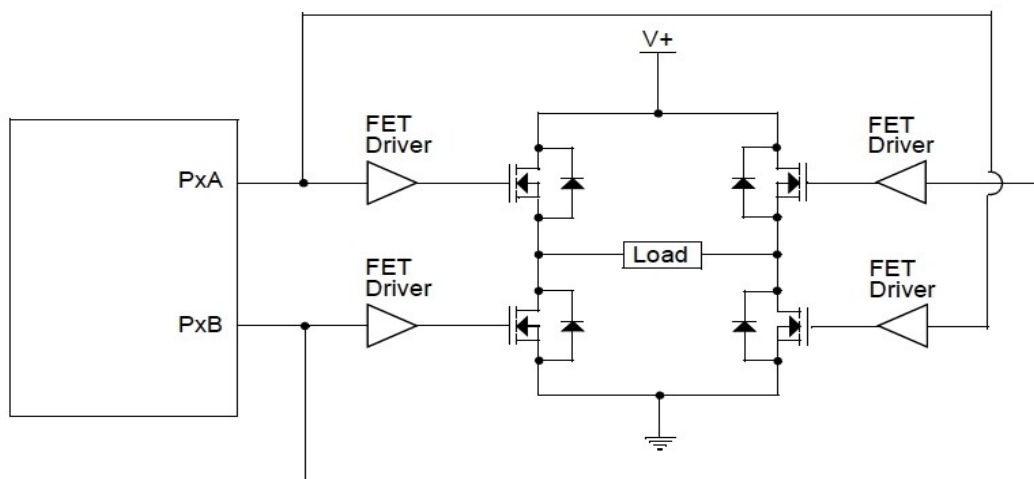 V+
FET
Driver
FET
Driver
PxA
Load
FET
Driver
FET
Driver
PxB